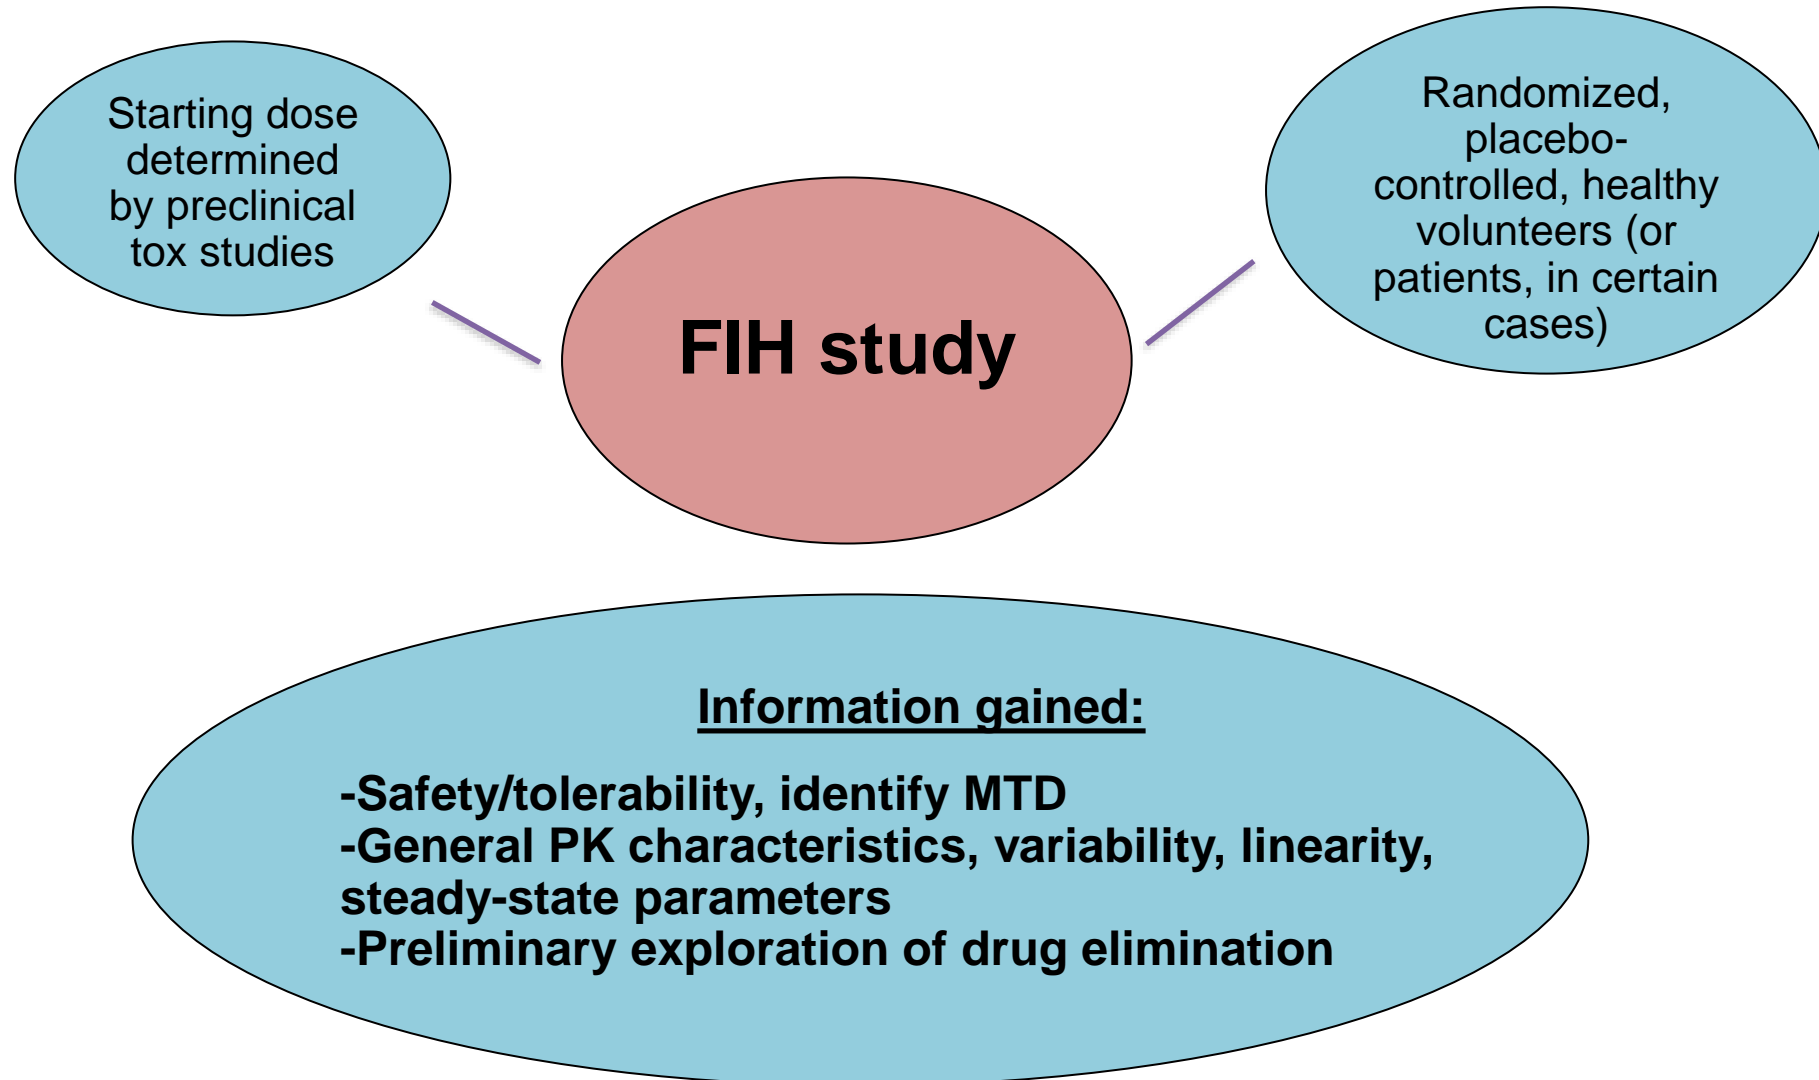 Starting dose
determined
by preclinical
tox studies
Randomized,
placebo-
controlled, healthy
volunteers (or
patients, in certain
cases)
FIH study
Information gained:
-Safety/tolerability, identify MTD
-General PK characteristics, variability, linearity,
steady-state parameters
-Preliminary exploration of drug elimination